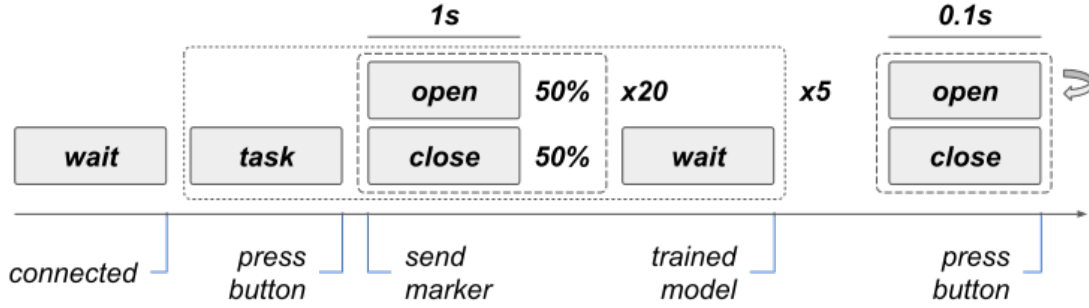 1s
0.1s
open 50% x20 x5 open
wait task close 50% wait close
connected
press
button
send
marker
trained
model
press
button